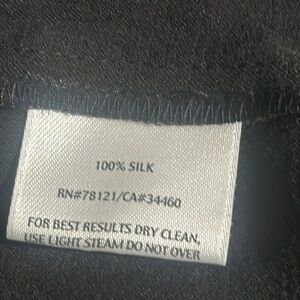 100% SILK
RN#78121/CA#34460
FOR BEST RESULTS DRY CLEAN,
USE LIGHT STEAM DO NOT OVER